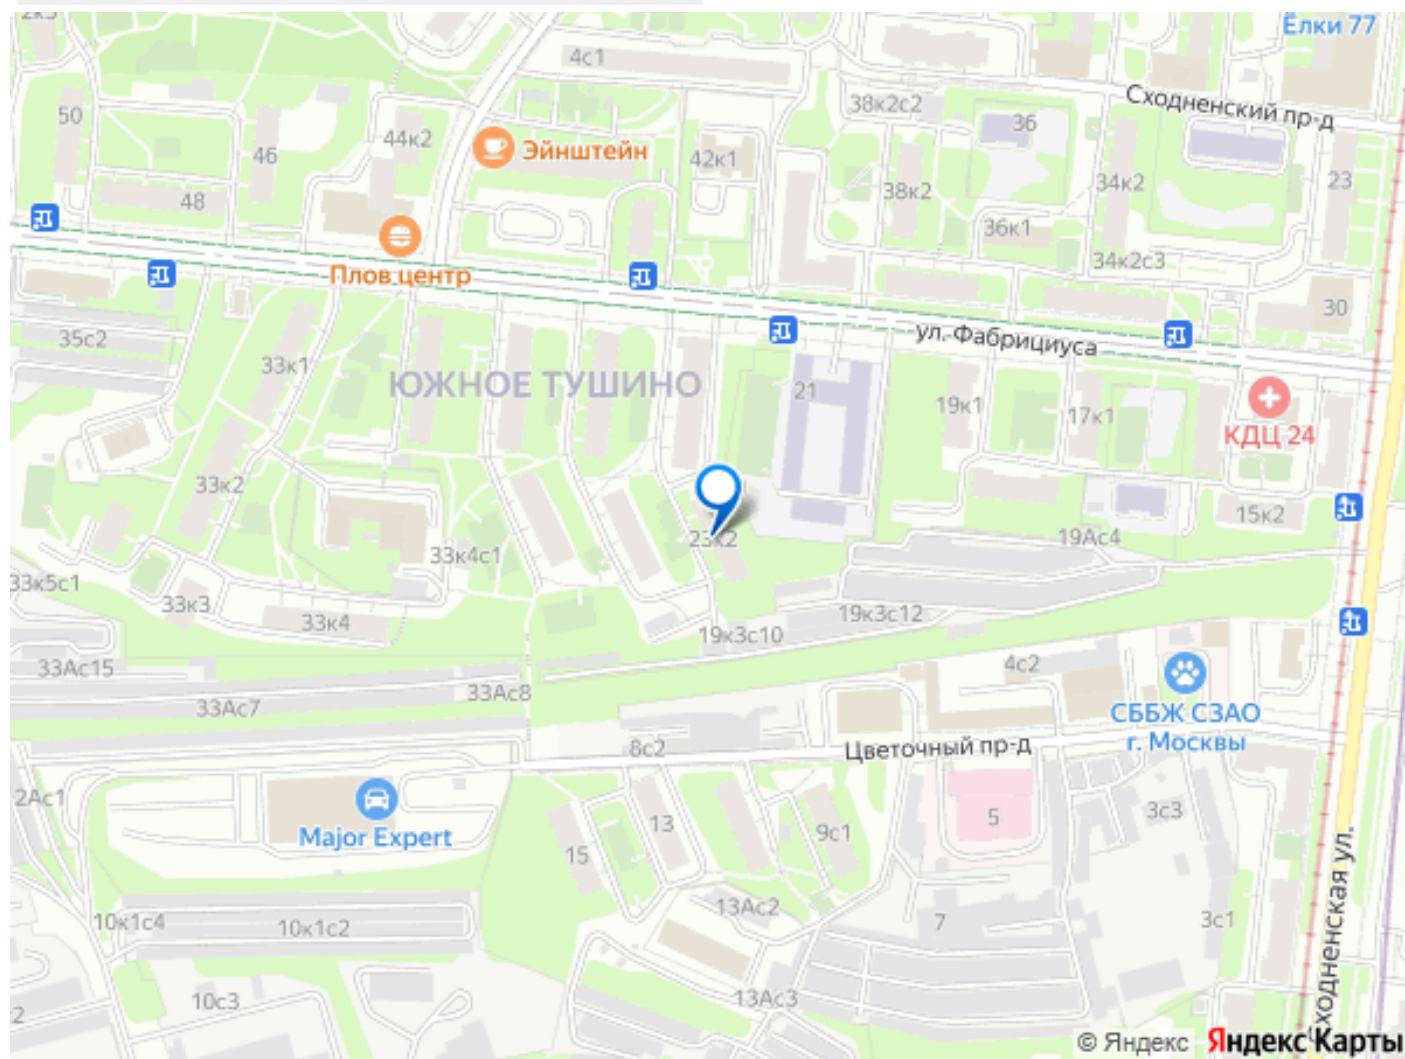 2к5
Ёлки 77
4с1
Сходненский пр-д
50
38к2с2
36
44к2
Эйнштейн
46
42к1
34к2
23
38к2
48
36к1
34к2с3
Плов центр
30
ул. Фабрициуса
35с2
33к1
ЮЖНОЕ ТУШИНО
21
19к1
17к1
КДЦ 24
33к2
15к2
23к2
19Ас4
33к4с1
33к5с1
33к3
33к4
19к3с12
19к3с10
33Ас15
4с2
33Ас8
33Ас7
СББЖ СЗАО
г. Москвы
8с2
Цветочный пр-д
2Ас1
3с3
13
5
9с1
Major Expert
15
13Ас2
10к1с4
10к1с2
7
3с1
Сходненская ул.
10с3
13Ас3
2
© Яндекс Яндекс Карты